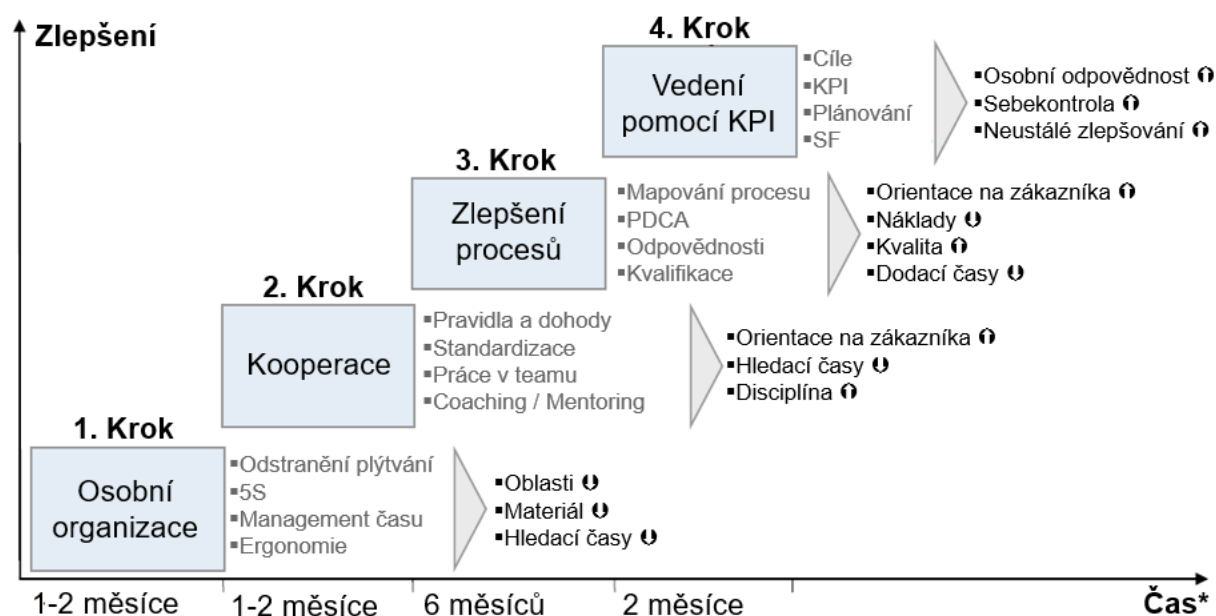 Zlepšení
4. Krok
Vedení
pomocí KPI
▪Cíle
▪KPI
▪Plánování
▪SF
▪Osobní odpovědnost
▪Sebekontrola
▪Neustálé zlepšování
3. Krok
Zlepšení
procesů
▪Mapování procesu
▪PDCA
▪Odpovědnosti
▪Kvalifikace
▪Orientace na zákazníka
▪Náklady
▪Kvalita
▪Dodací časy
2. Krok
Kooperace
▪Pravidla a dohody
▪Standardizace
▪Práce v teamu
▪Coaching / Mentoring
▪Orientace na zákazníka
▪Hledací časy
▪Disciplína
1. Krok
Osobní
organizace
▪Odstranění plýtvání
▪5S
▪Management času
▪Ergonomie
▪Oblasti
▪Materiál
▪Hledací časy
1-2 měsíce
1-2 měsíce
6 měsíců
2 měsíce
Čas*